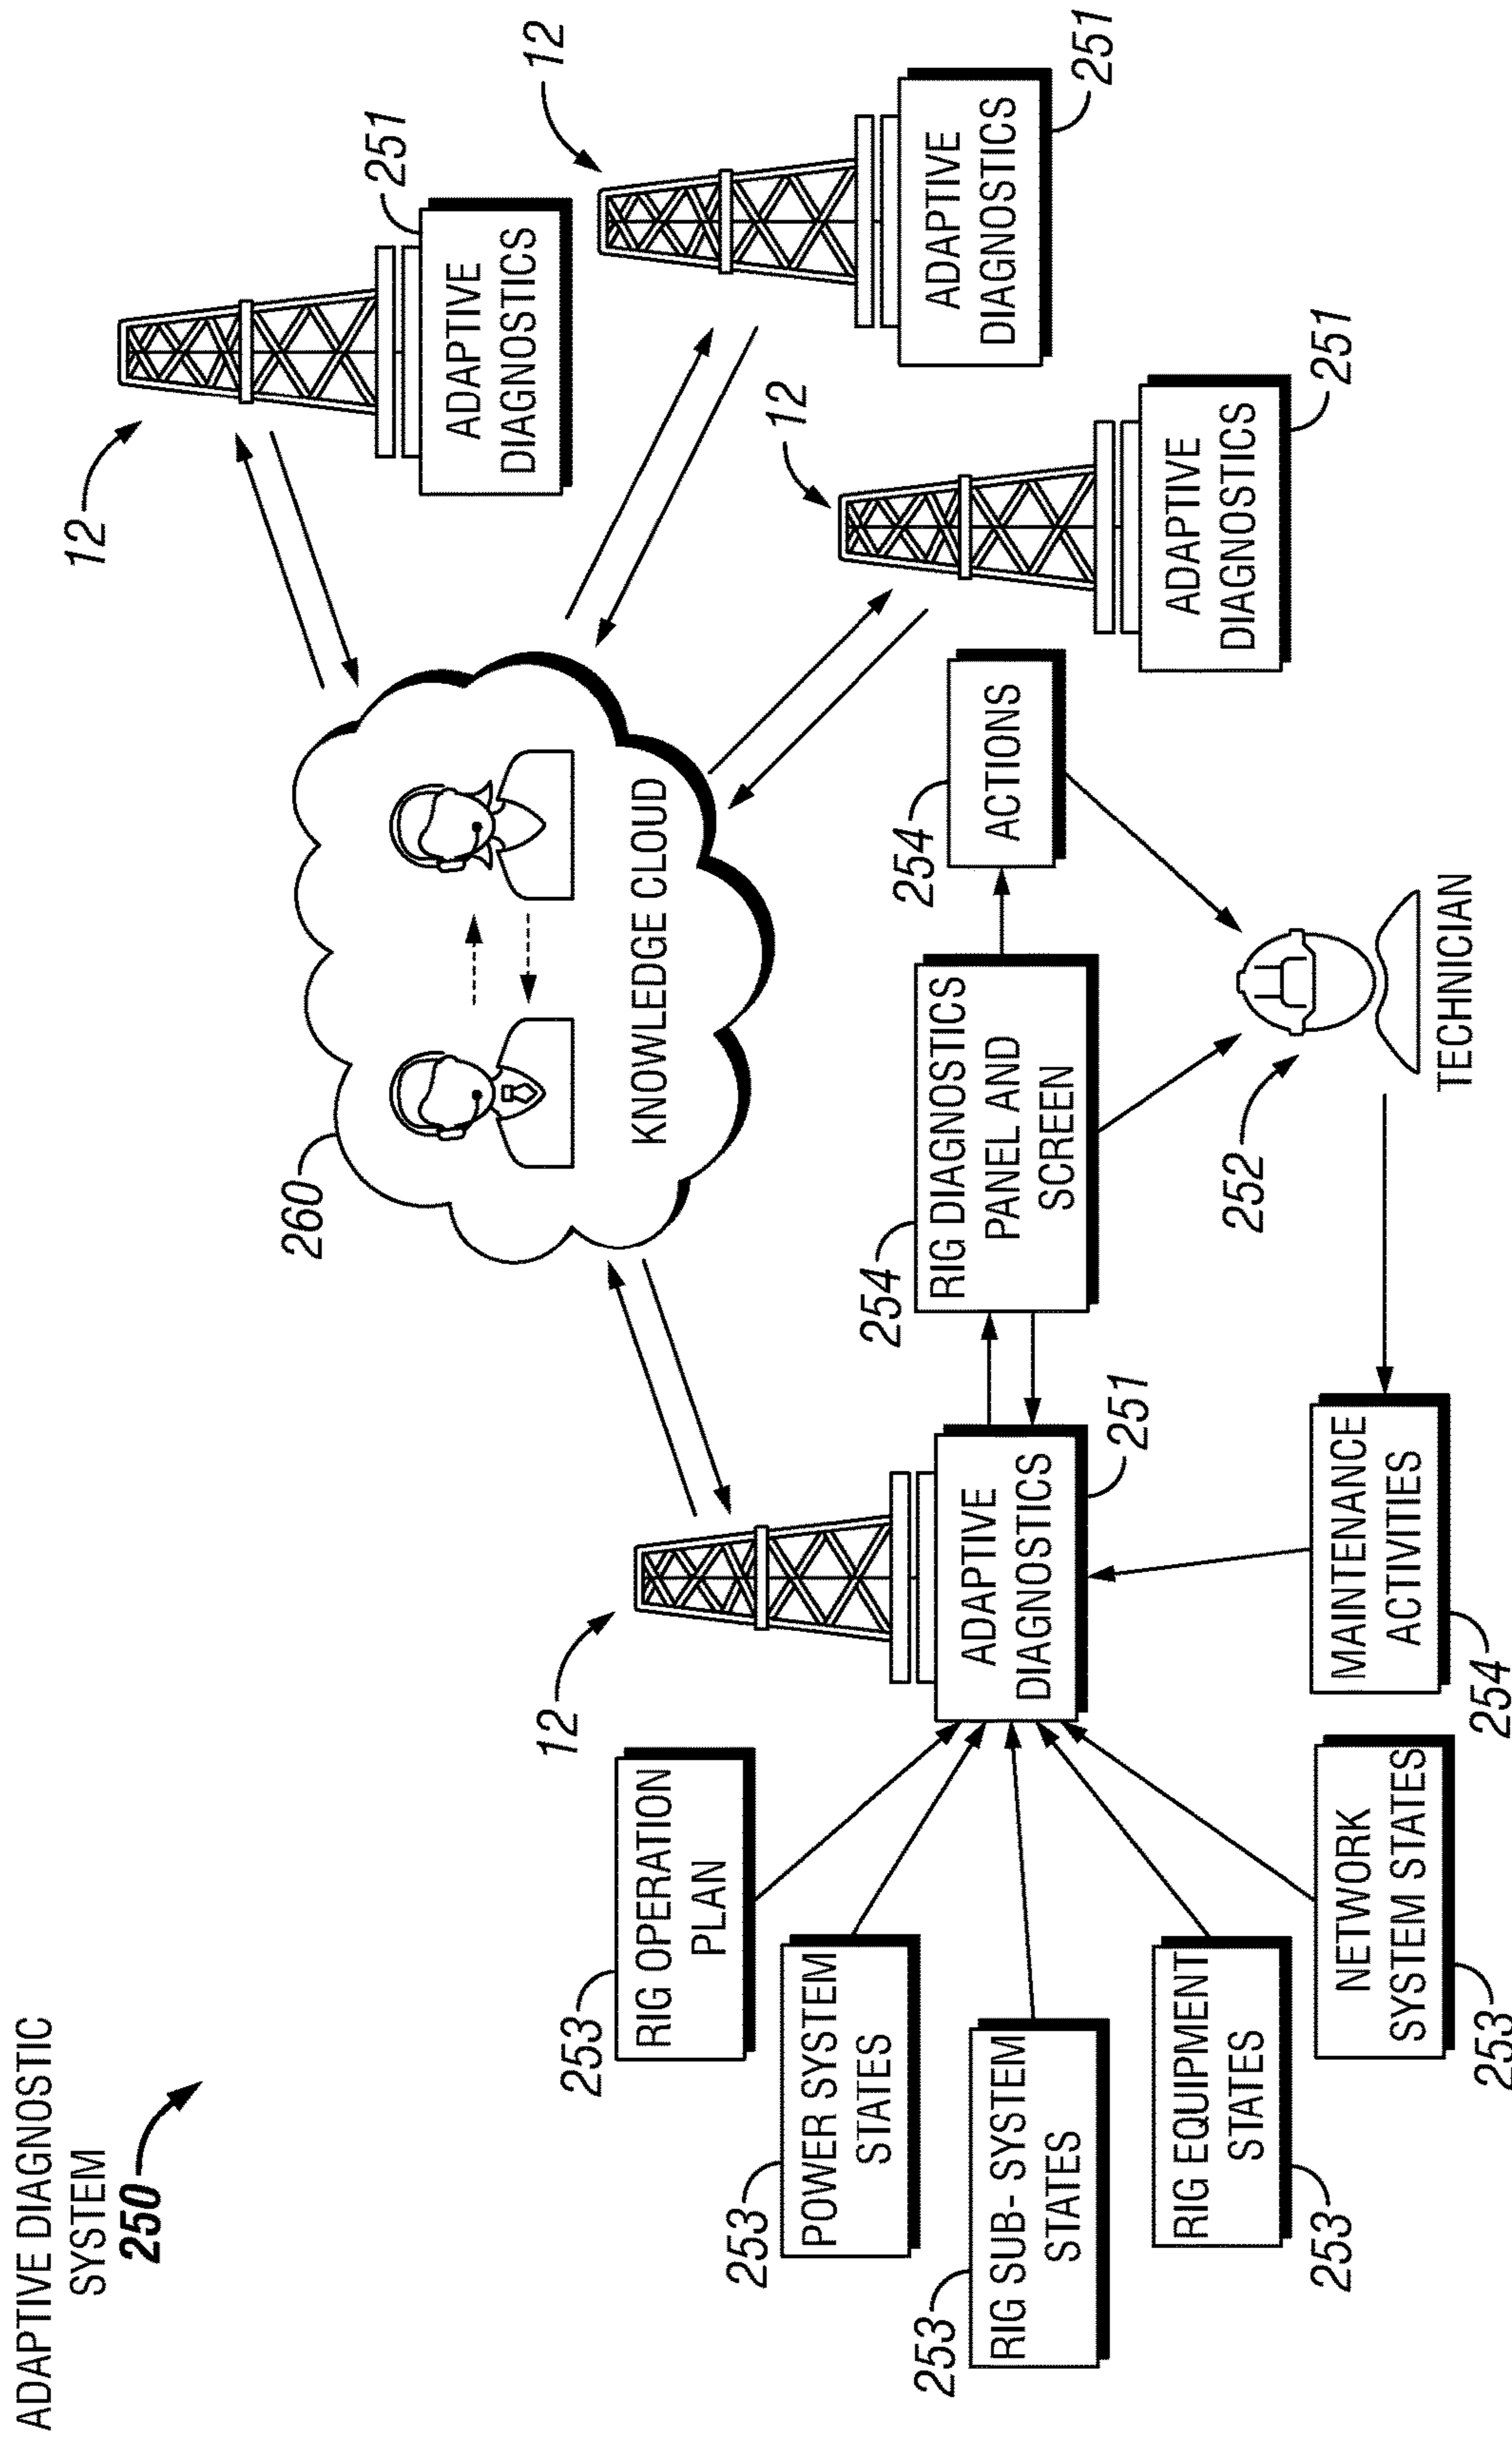 ADAPTIVE DIAGNOSTIC
SYSTEM
250
12
251
ADAPTIVE
DIAGNOSTICS
12
251
ADAPTIVE
DIAGNOSTICS
12
251
ADAPTIVE
DIAGNOSTICS
260
KNOWLEDGE CLOUD
12
251
ADAPTIVE
DIAGNOSTICS
253
RIG OPERATION
PLAN
253
POWER SYSTEM
STATES
253
RIG SUB- SYSTEM
STATES
253
RIG EQUIPMENT
STATES
253
NETWORK
SYSTEM STATES
254
RIG DIAGNOSTICS
PANEL AND
SCREEN
254
ACTIONS
252
TECHNICIAN
MAINTENANCE
ACTIVITIES
254